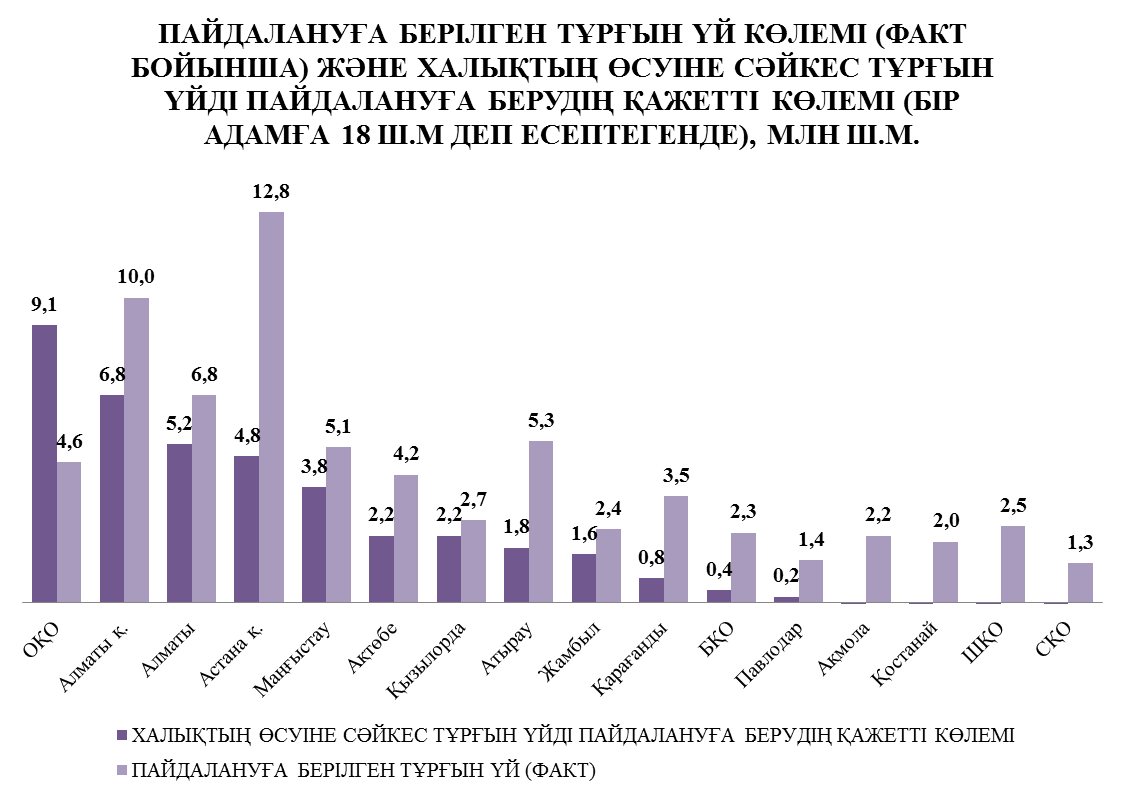 ПАЙДАЛАНУҒА БЕРІЛГЕН ТҰРҒЫН ҮЙ КӨЛЕМІ (ФАКТ
БОЙЫНША) ЖӘНЕ ХАЛЫҚТЫҢ ӨСУІНЕ СӘЙКЕС ТҰРҒЫН
ҮЙДІ ПАЙДАЛАНУҒА БЕРУДІҢ ҚАЖЕТТІ КӨЛЕМІ (БІР
АДАМҒА 18 Ш.М ДЕП ЕСЕПТЕГЕНДЕ), МЛН Ш.М.
9,1
4,6
6,8
10,0
5,2
6,8
4,8
12,8
3,8
5,1
2,2
4,2
2,2
2,7
1,8
5,3
1,6
2,4
0,8
3,5
0,4
2,3
0,2
1,4
2,2
2,0
2,5
1,3
ОҚО
Алматы қ.
Алматы
Астана қ.
Маңғыстау
Ақтөбе
Қызылорда
Атырау
Жамбыл
Қарағанды
БҚО
Павлодар
Ақмола
Қостанай
ШҚО
СҚО
ХАЛЫҚТЫҢ ӨСУІНЕ СӘЙКЕС ТҰРҒЫН ҮЙДІ ПАЙДАЛАНУҒА БЕРУДІҢ ҚАЖЕТТІ КӨЛЕМІ
ПАЙДАЛАНУҒА БЕРІЛГЕН ТҰРҒЫН ҮЙ (ФАКТ)